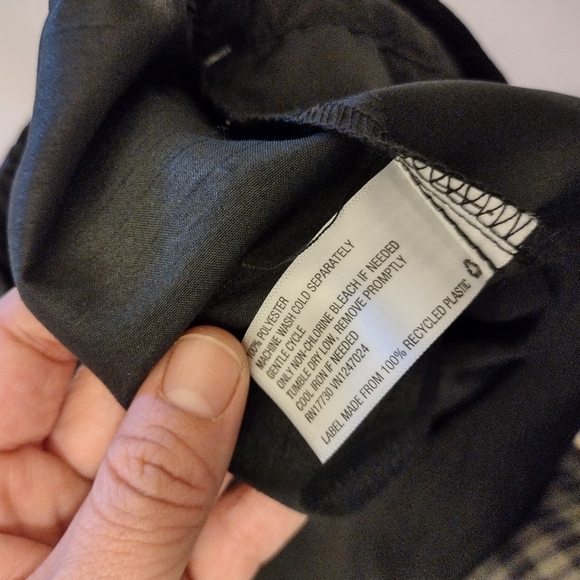 100% POLYESTER
MACHINE WASH COLD SEPARATELY
GENTLE CYCLE
ONLY NON-CHLORINE BLEACH IF NEEDED
TUMBLE DRY LOW, REMOVE PROMPTLY
COOL IRON IF NEEDED
RN17730 VN1247024
LABEL MADE FROM 100% RECYCLED PLASTIC